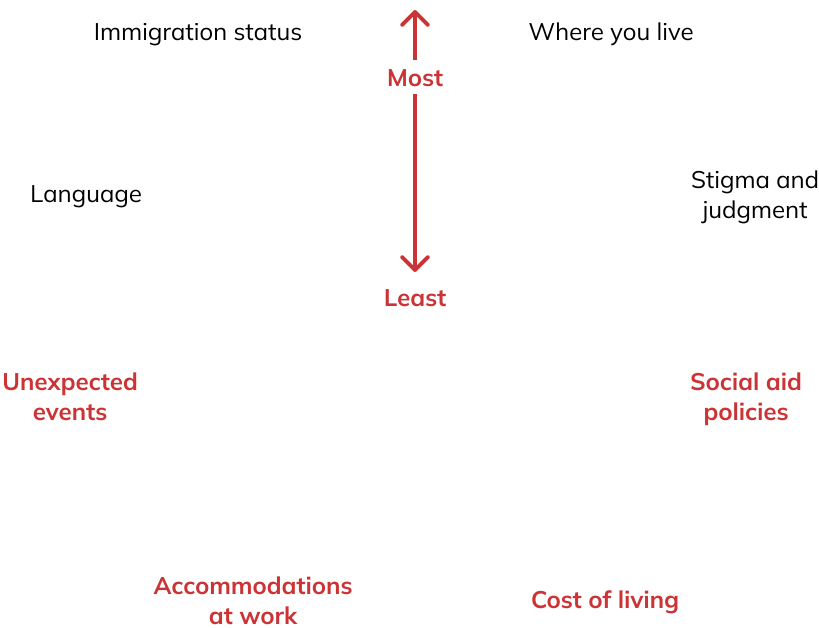 Immigration status
Where you live
Most
Language
Stigma and
judgment
Least
Unexpected
events
Social aid
policies
Accommodations
at work
Cost of living